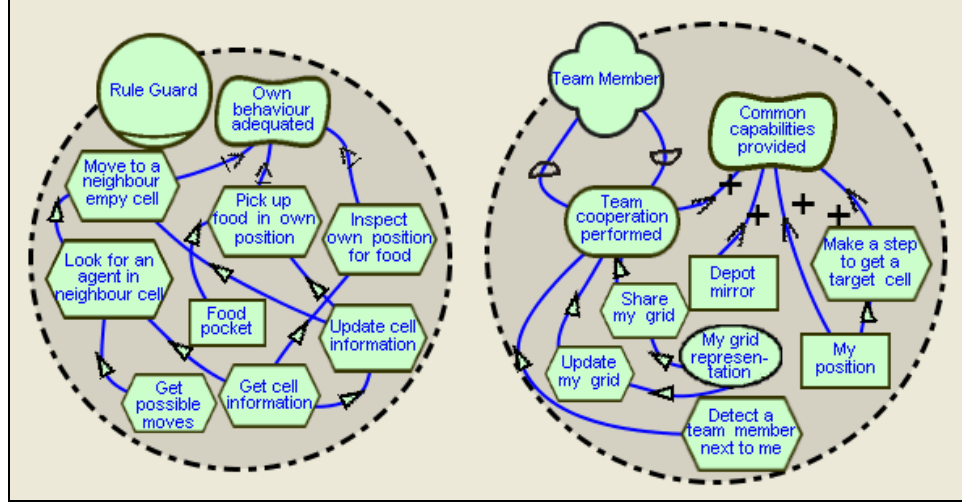 Rule Guard
Own
behaviour
adequated
Move to a
neighbour
empy cell
Pick up
food in own
position
Inspect
own position
for food
Look for an
agent in
neighbour cell
Food
pocket
Update cell
information
Get
possible
moves
Get cell
information
Team Member
Common
capabilities
provided
Team
cooperation
performed
Make a step
to get a
target cell
Depot
mirror
Share
my grid
My grid
represen-
tation
My
position
Update
my grid
Detect a
team member
next to me